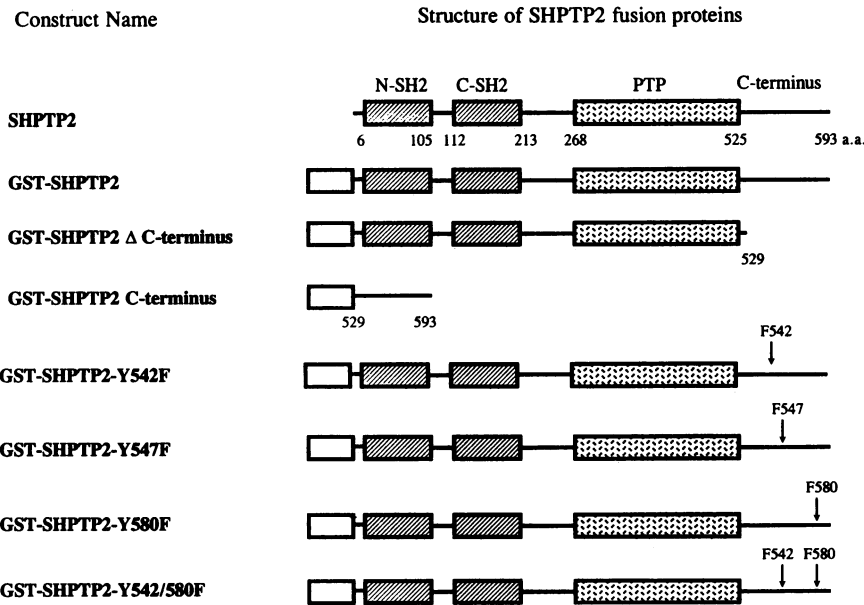 Construct Name
Structure of SHPTP2 fusion proteins
N-SH2 C-SH2 PTP C-terminus
SHPTP2
6 105 112 213 268 525 593 a.a.
GST-SHPTP2
GST-SHPTP2 Δ C-terminus
529
GST-SHPTP2 C-terminus
529 593
F542
GST-SHPTP2-Y542F
F547
GST-SHPTP2-Y547F
F580
GST-SHPTP2-Y580F
F542 F580
GST-SHPTP2-Y542/580F